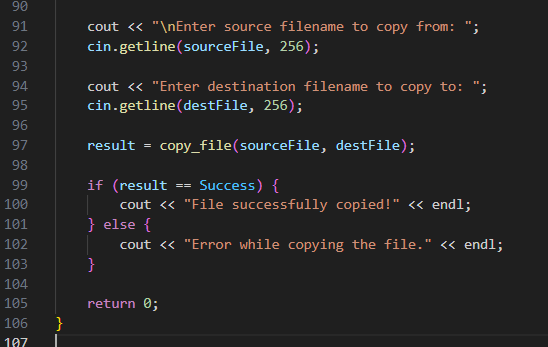 90
91     cout << "\nEnter source filename to copy from: ";
92     cin.getline(sourceFile, 256);
93
94     cout << "Enter destination filename to copy to: ";
95     cin.getline(destFile, 256);
96
97     result = copy_file(sourceFile, destFile);
98
99     if (result == Success) {
100         cout << "File successfully copied!" << endl;
101     } else {
102         cout << "Error while copying the file." << endl;
103     }
104
105     return 0;
106 }
107